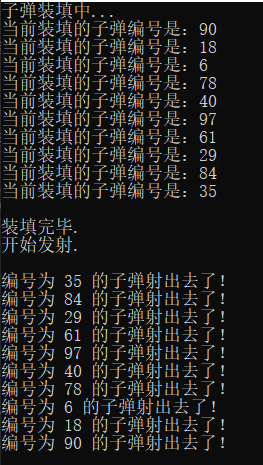 子弹装填中...
当前装填的子弹编号是：90
当前装填的子弹编号是：18
当前装填的子弹编号是：6
当前装填的子弹编号是：78
当前装填的子弹编号是：40
当前装填的子弹编号是：97
当前装填的子弹编号是：61
当前装填的子弹编号是：29
当前装填的子弹编号是：84
当前装填的子弹编号是：35
装填完毕.
开始发射.
编号为 35 的子弹射出去了!
编号为 84 的子弹射出去了!
编号为 29 的子弹射出去了!
编号为 61 的子弹射出去了!
编号为 97 的子弹射出去了!
编号为 40 的子弹射出去了!
编号为 78 的子弹射出去了!
编号为 6 的子弹射出去了!
编号为 18 的子弹射出去了!
编号为 90 的子弹射出去了!